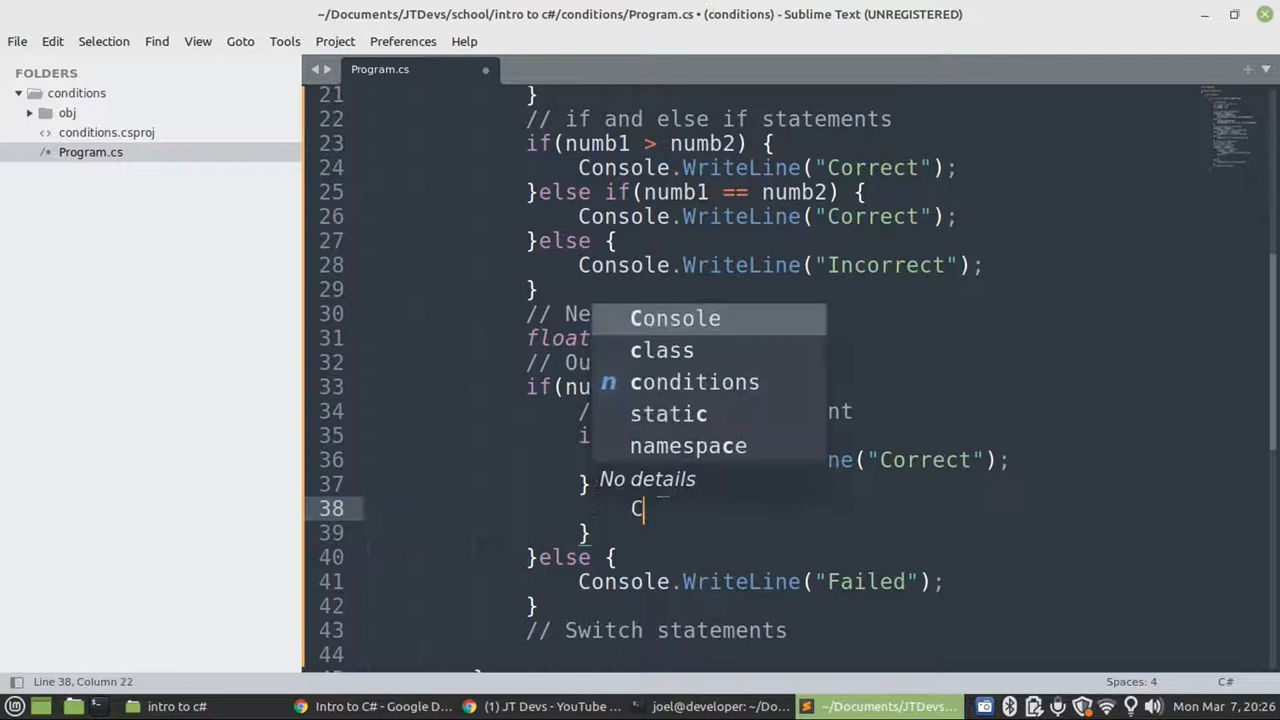 ~/Documents/JTDevs/school/intro to c#/conditions/Program.cs • (conditions) - Sublime Text (UNREGISTERED)
File Edit Selection Find View Goto Tools Project Preferences Help
FOLDERS
conditions
obj
conditions.csproj
Program.cs
Program.cs
21 }
22 // if and else if statements
23 if(numb1 > numb2) {
24 Console.WriteLine("Correct");
25 }else if(numb1 == numb2) {
26 Console.WriteLine("Correct");
27 }else {
28 Console.WriteLine("Incorrect");
29 }
30 // Ne
31 float
32 // Ou
33 if(nu
34 / nt
35 i
36 ne("Correct");
37 }
38 C
39 }
40 }else {
41 Console.WriteLine("Failed");
42 }
43 // Switch statements
44
Console
class
n conditions
static
namespace
No details
Line 38, Column 22 Spaces: 4 C#
intro to c# Intro to C# - Google D... (1) JT Devs - YouTube ... joel@developer: ~/Do... ~/Documents/JTDevs... Mon Mar 7, 20:26